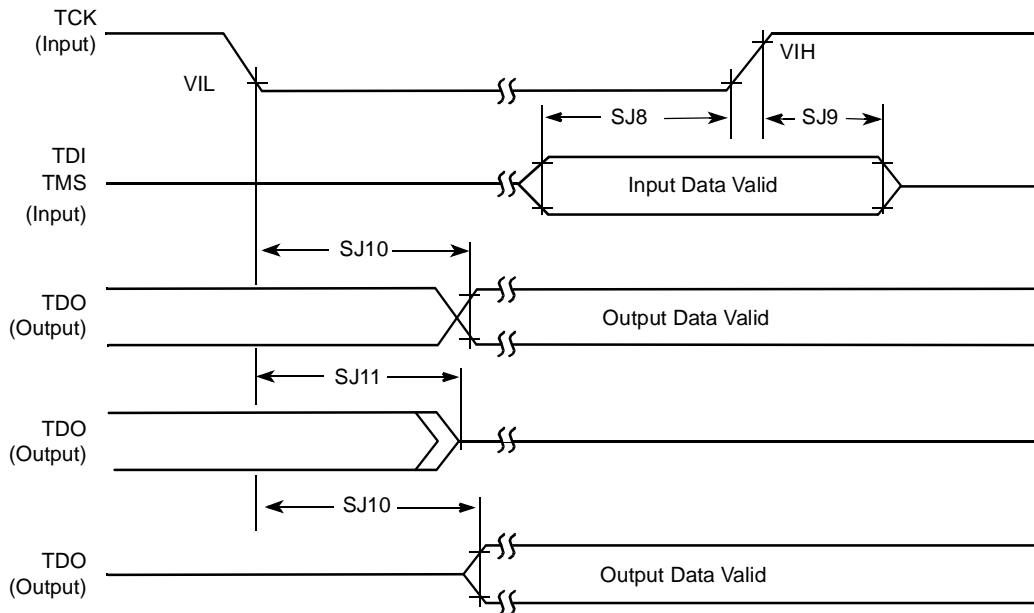 TCK
(Input)
VIH
VIL
SJ8
SJ9
TDI
TMS
(Input)
Input Data Valid
SJ10
TDO
(Output)
Output Data Valid
SJ11
TDO
(Output)
SJ10
TDO
(Output)
Output Data Valid